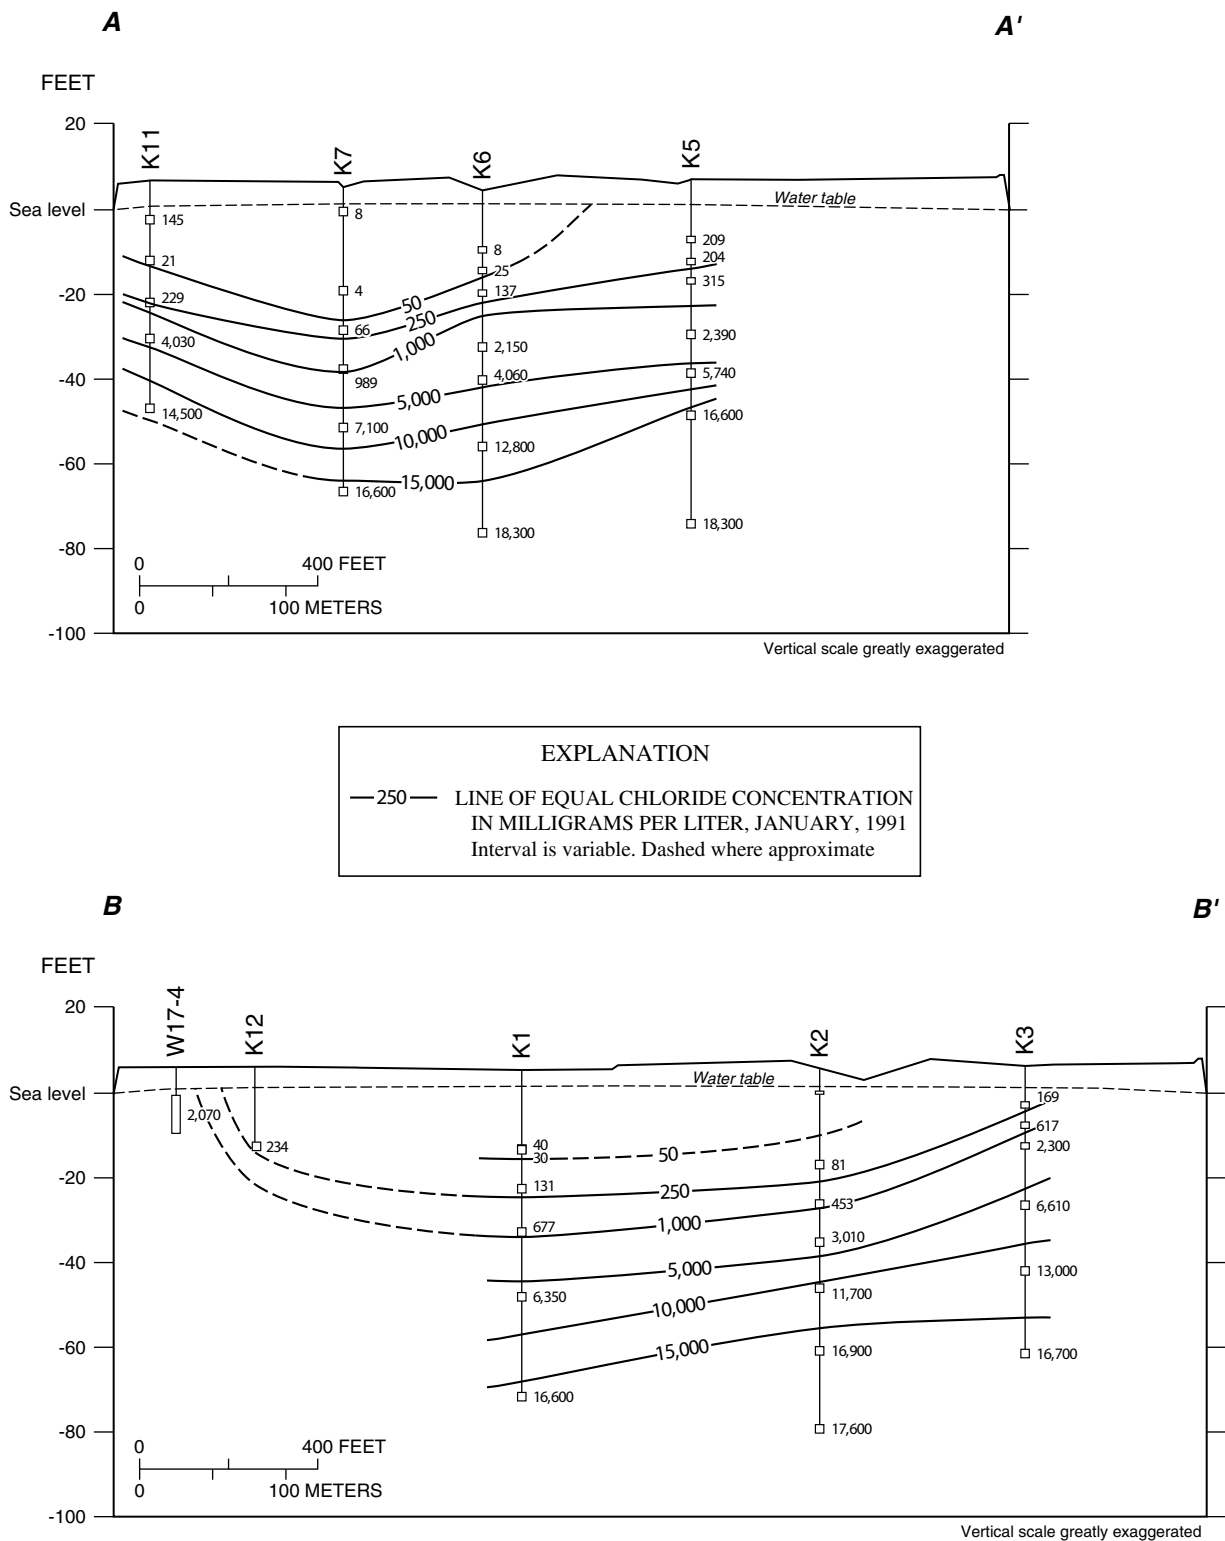 A A'
FEET
20
K11 K7 K6 K5
Water table
Sea level
145 8
209
8
204
21 25
315
4 137
-20
229 50
250
66
2,390
4,030 1,000 2,150
5,740
989 4,060
-40
5,000
14,500 16,600
7,100 10,000
12,800
-60
15,000
16,600
18,300
18,300
-80
0 400 FEET
0 100 METERS
-100
Vertical scale greatly exaggerated
EXPLANATION
250 LINE OF EQUAL CHLORIDE CONCENTRATION
IN MILLIGRAMS PER LITER, JANUARY, 1991
Interval is variable. Dashed where approximate
B B'
FEET
20
W17-4 K12 K1 K2 K3
Water table
Sea level
169
2,070
617
40
234 2,300
30 50
81
-20
131 250
453 6,610
677 1,000
3,010
-40
5,000 13,000
6,350 11,700
10,000
-60
15,000 16,900 16,700
16,600
17,600
-80
0 400 FEET
0 100 METERS
-100
Vertical scale greatly exaggerated